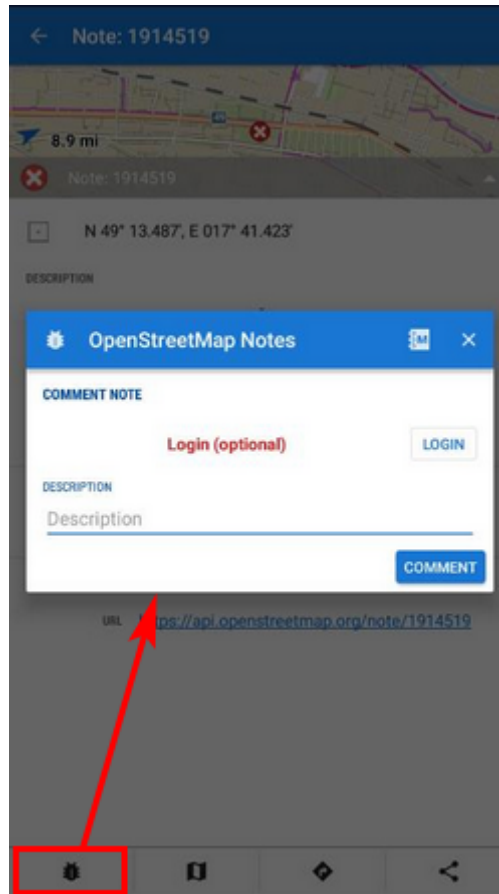 Note: 1914519
49
8.9 mi
Note: 1914519
N 49° 13.487', E 017° 41.423'
DESCRIPTION
OpenStreetMap Notes
COMMENT NOTE
Login (optional)
LOGIN
DESCRIPTION
Description
COMMENT
URL https://api.openstreetmap.org/note/1914519